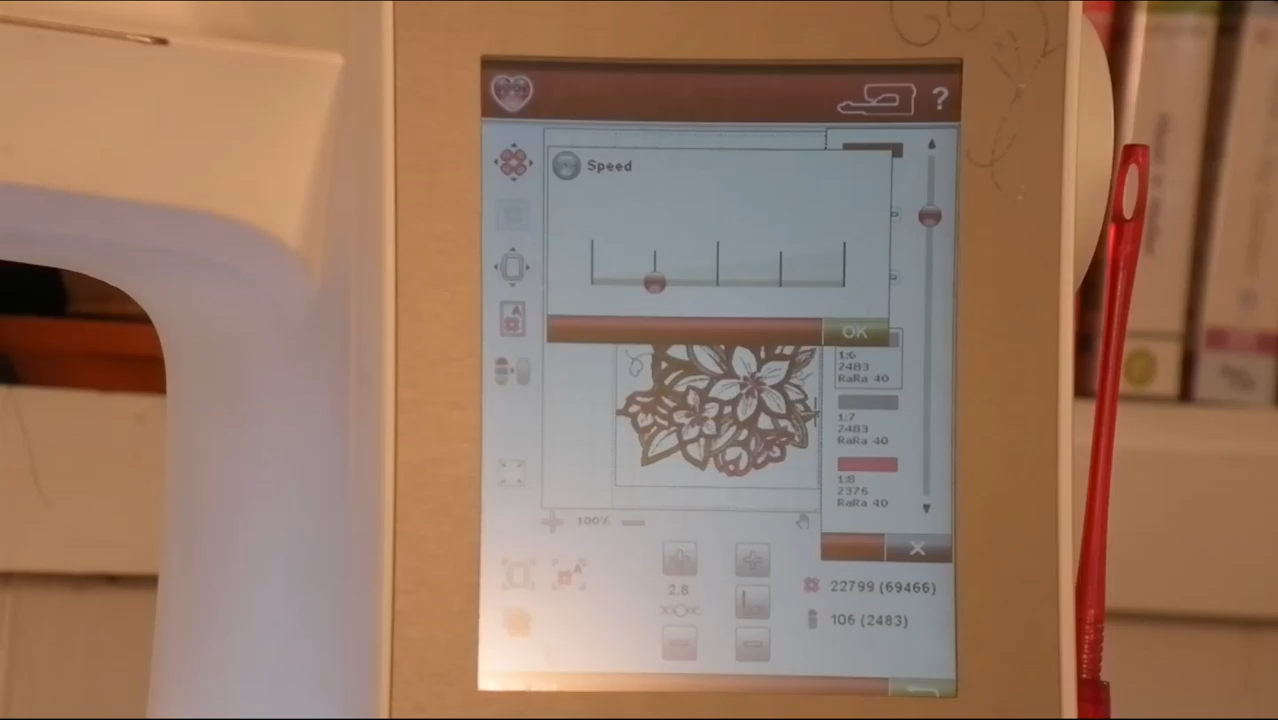 ?
Speed
OK
1:6
2483
RaRa 40
1:7
2483
RaRa 40
1:8
2376
RaRa 40
100%
A
A
2.6
22799 (69466)
106 (2483)